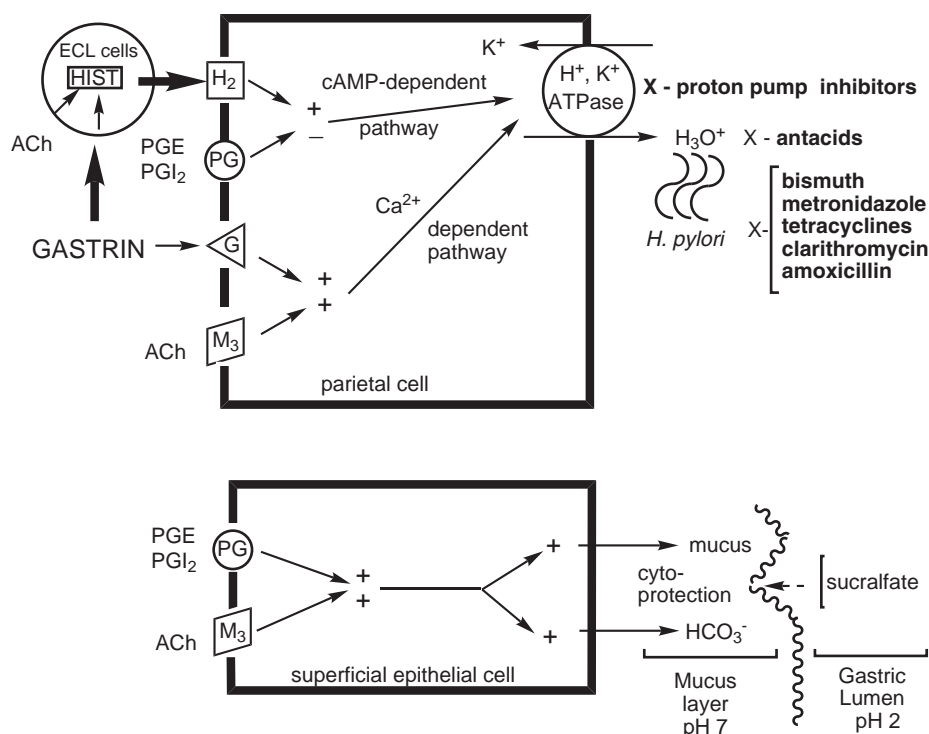 ECL cells
HIST
ACh
GASTRIN
H₂
PGE
PGI₂
PG
G
ACh
M₃
+
–
cAMP-dependent
pathway
Ca²⁺
dependent
pathway
+
+
parietal cell
K⁺
H⁺, K⁺
ATPase
X - proton pump inhibitors
H₃O⁺ X - antacids
H. pylori
X-
bismuth
metronidazole
tetracyclines
clarithromycin
amoxicillin
PGE
PGI₂
PG
ACh
M₃
+
+
+
+
superficial epithelial cell
mucus
cyto-
protection
HCO₃⁻
sucralfate
Mucus
layer
pH 7
Gastric
Lumen
pH 2